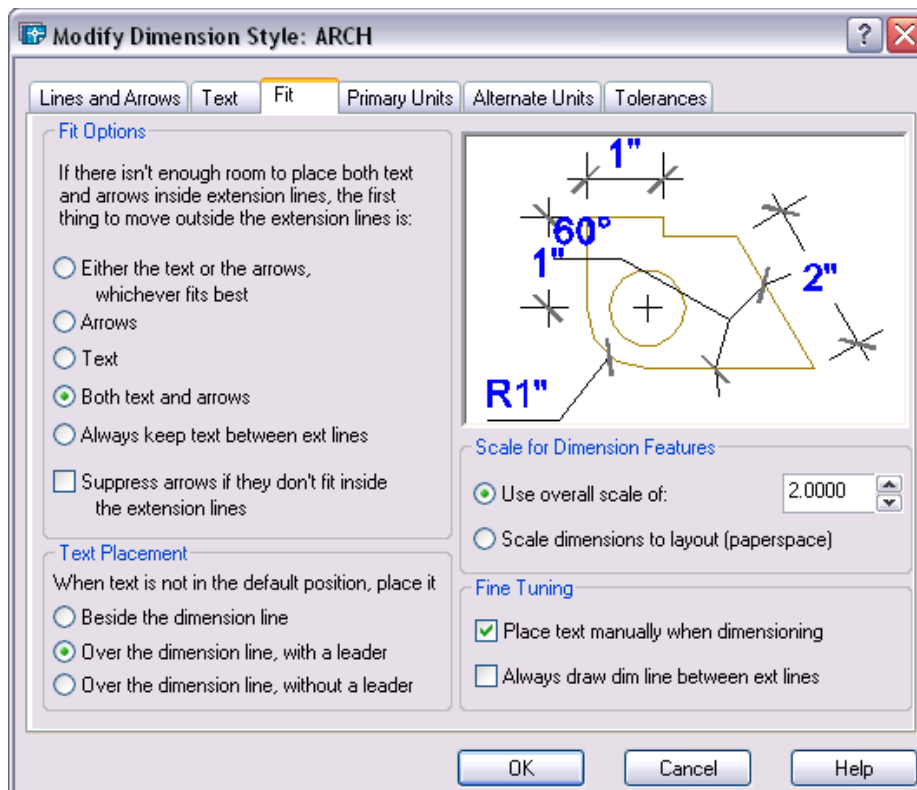 Modify Dimension Style: ARCH
?
Lines and Arrows
Text
Fit
Primary Units
Alternate Units
Tolerances
Fit Options
If there isn't enough room to place both text
and arrows inside extension lines, the first
thing to move outside the extension lines is:
Either the text or the arrows,
whichever fits best
Arrows
Text
Both text and arrows
Always keep text between ext lines
Suppress arrows if they don't fit inside
the extension lines
Text Placement
When text is not in the default position, place it
Beside the dimension line
Over the dimension line, with a leader
Over the dimension line, without a leader
1"
60°
1"
2"
R1"
Scale for Dimension Features
Use overall scale of:
2.0000
Scale dimensions to layout (paperspace)
Fine Tuning
Place text manually when dimensioning
Always draw dim line between ext lines
OK
Cancel
Help